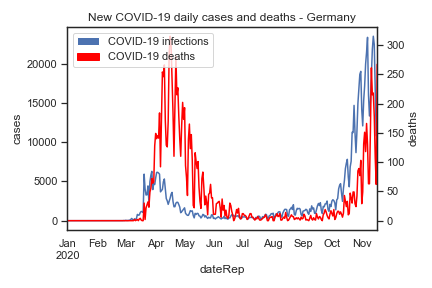 New COVID-19 daily cases and deaths - Germany
COVID-19 infections
COVID-19 deaths
cases
20000
15000
10000
5000
0
300
250
200
150
100
50
0
deaths
Jan Feb Mar Apr May Jun Jul Aug Sep Oct Nov
2020
dateRep